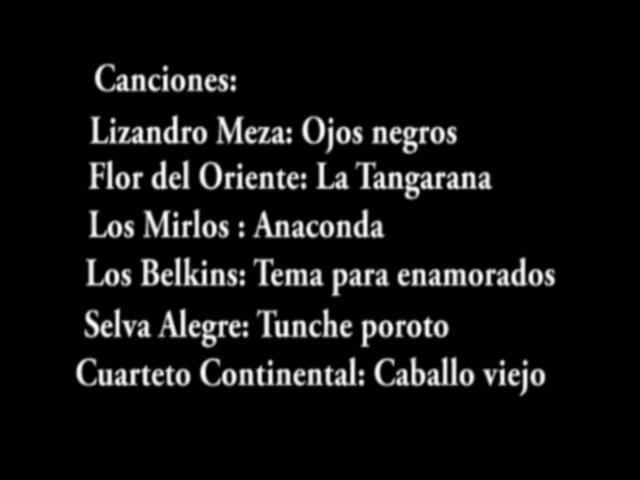 Canciones:
Lizandro Meza: Ojos negros
Flor del Oriente: La Tangarana
Los Mirlos : Anaconda
Los Belkins: Tema para enamorados
Selva Alegre: Tunche poroto
Cuarteto Continental: Caballo viejo